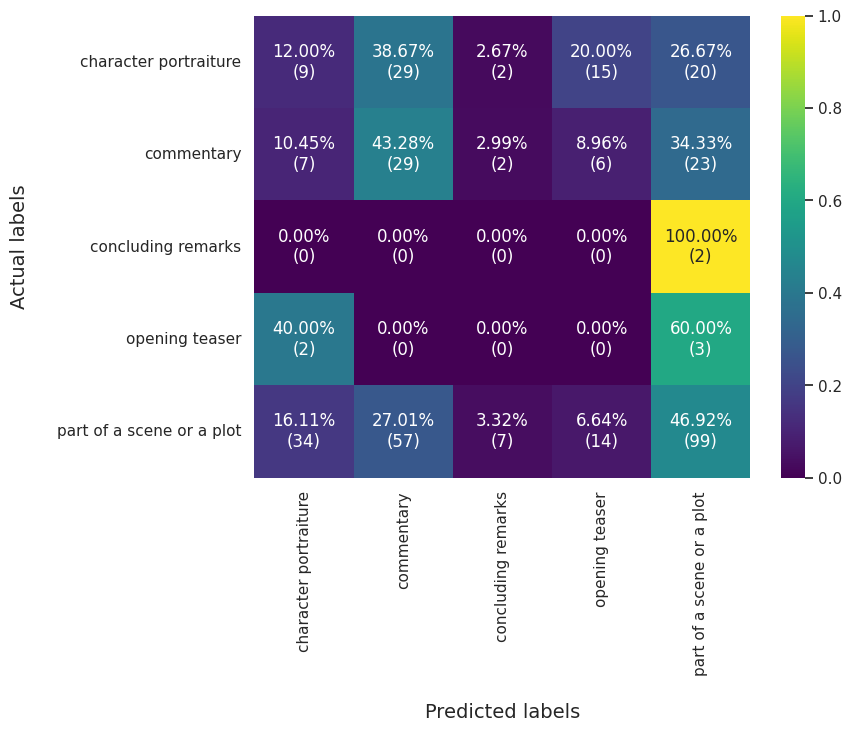 character portraiture
12.00% 38.67% 2.67% 20.00% 26.67%
(9) (29) (2) (15) (20)
commentary
10.45% 43.28% 2.99% 8.96% 34.33%
(7) (29) (2) (6) (23)
concluding remarks
0.00% 0.00% 0.00% 0.00% 100.00%
(0) (0) (0) (0) (2)
opening teaser
40.00% 0.00% 0.00% 0.00% 60.00%
(2) (0) (0) (0) (3)
part of a scene or a plot
16.11% 27.01% 3.32% 6.64% 46.92%
(34) (57) (7) (14) (99)
Actual labels
character portraiture
commentary
concluding remarks
opening teaser
part of a scene or a plot
Predicted labels
1.0
0.8
0.6
0.4
0.2
0.0